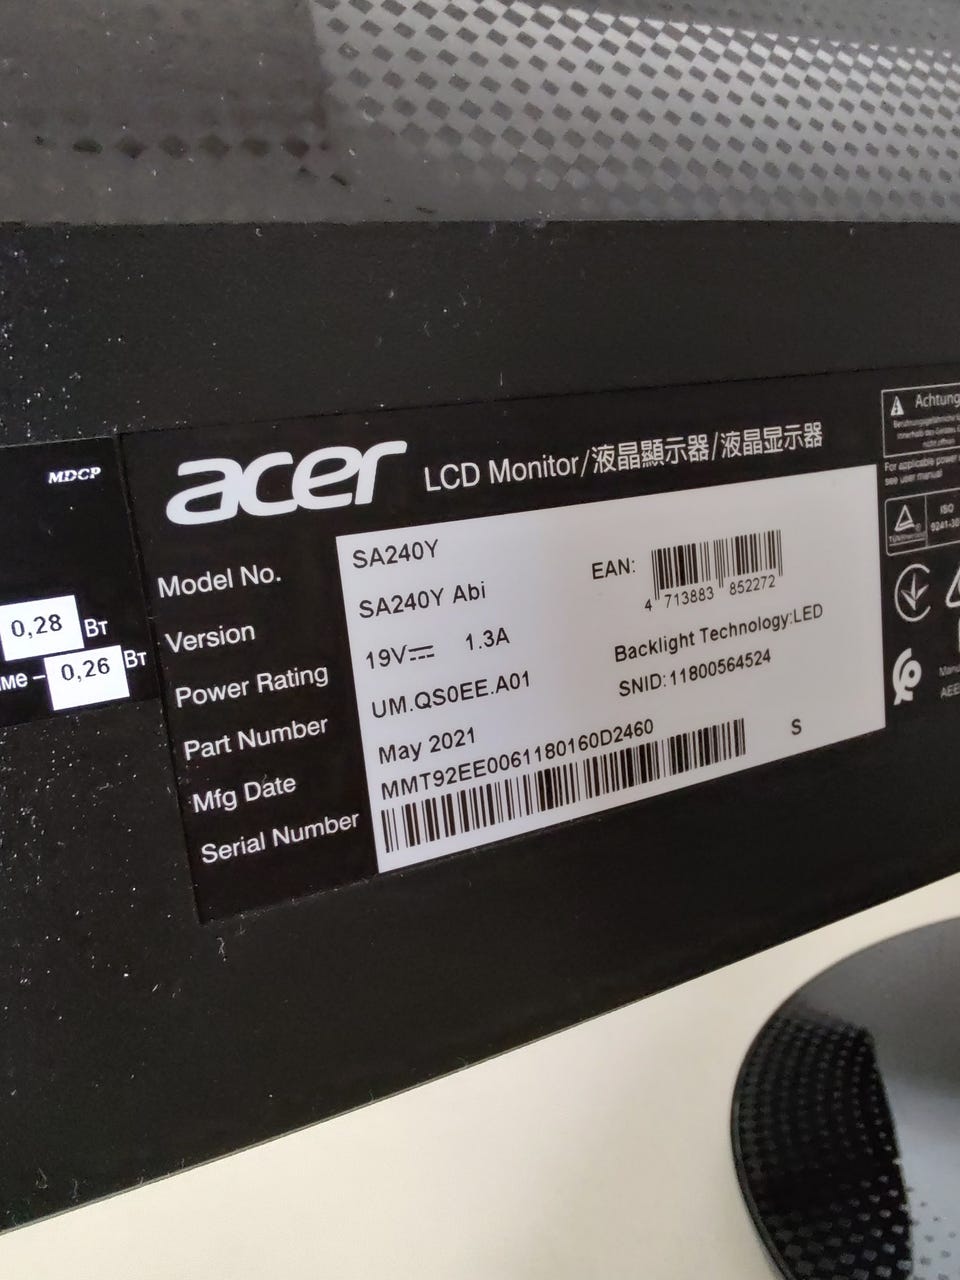 MDCP
0,28 Вт
0,26 Вт
acer LCD Monitor/液晶顯示器/液晶显示器
Model No. SA240Y
EAN: 4 713883 852272
Version SA240Y Abi
Power Rating 19V 1.3A
Backlight Technology:LED
Part Number UM.QS0EE.A01
SNID:11800564524
Mfg Date May 2021
Serial Number MMT92EE0061180160D2460
S
Achtung
For applicable power
see user manual
ISO
9241-30